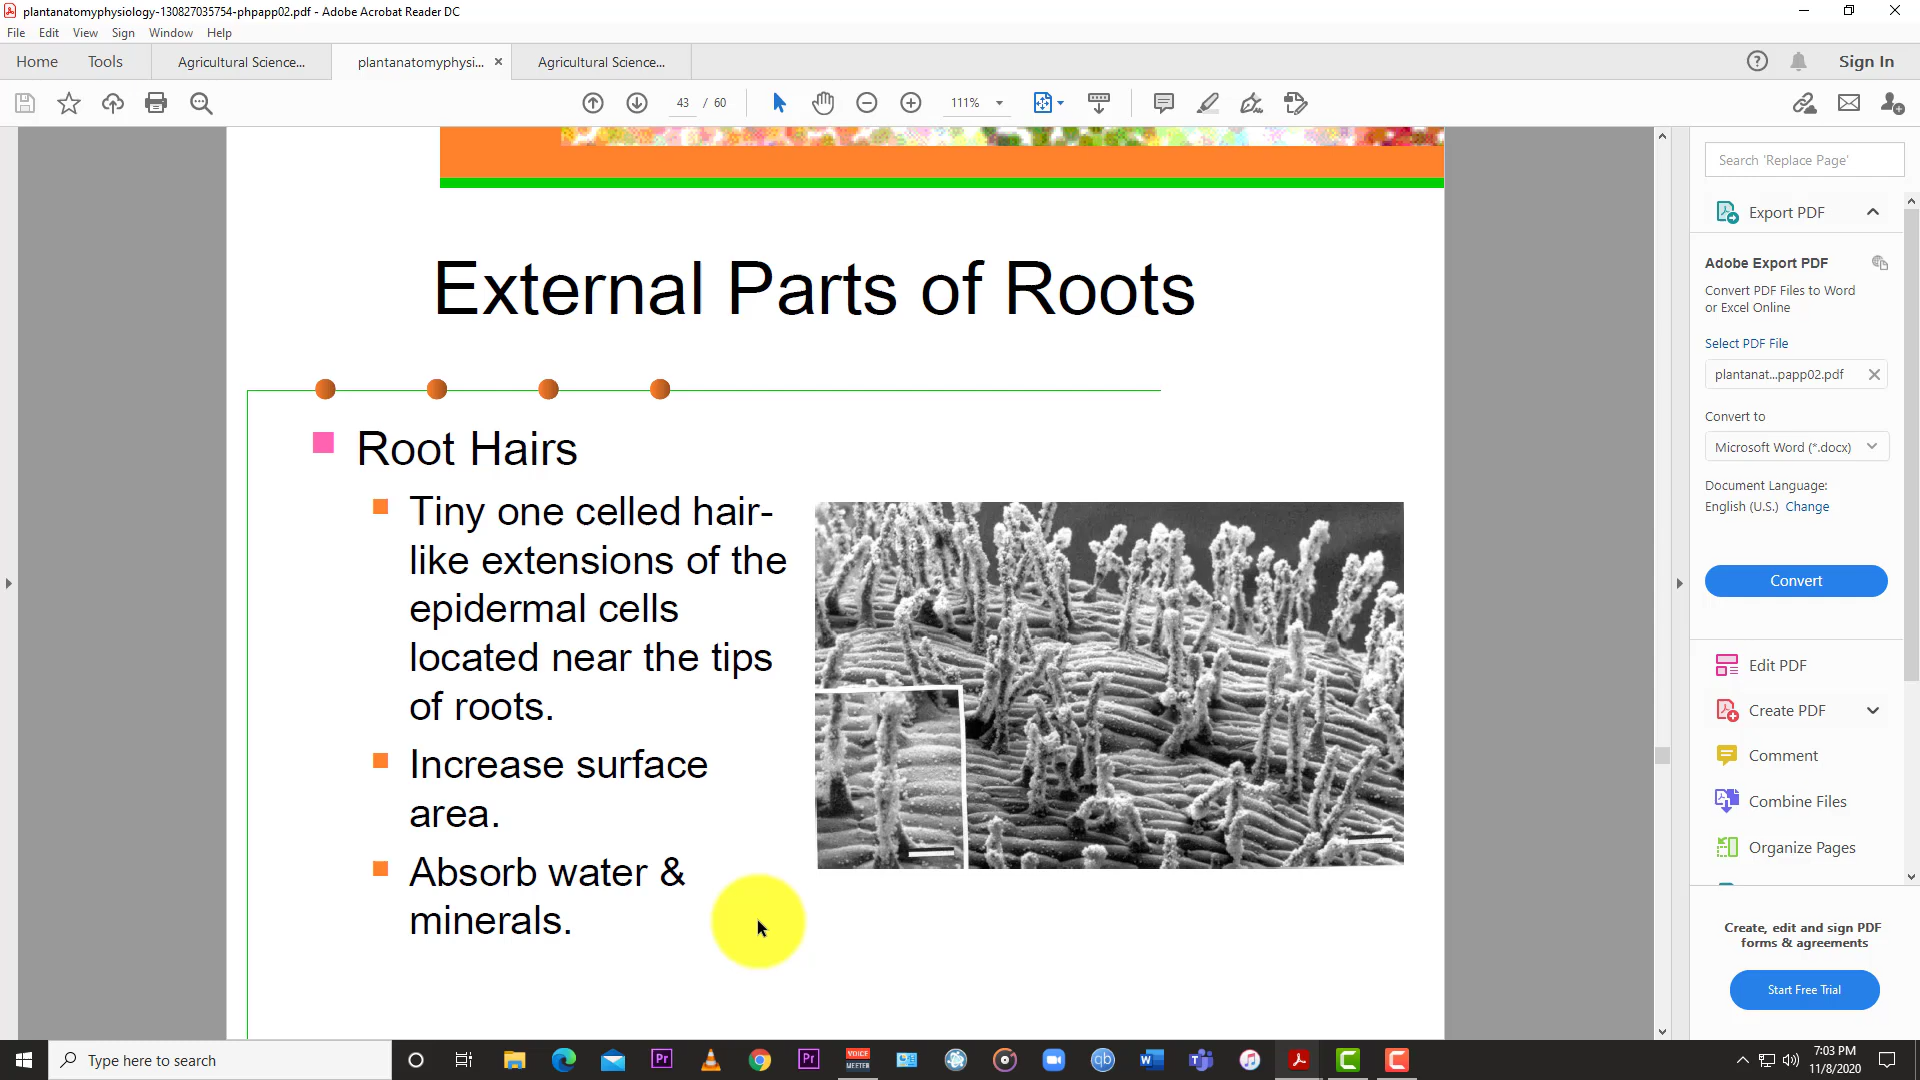 plantanatomyphysiology-130827035754-phpapp02.pdf - Adobe Acrobat Reader DC
File Edit View Sign Window Help
Home Tools Agricultural Science... plantanatomyphysi... Agricultural Science... Sign In
43 / 60 111%
Search 'Replace Page'
Export PDF
Adobe Export PDF
Convert PDF Files to Word
or Excel Online
Select PDF File
plantanat...papp02.pdf
Convert to
Microsoft Word (*.docx)
Document Language:
English (U.S.) Change
Convert
Edit PDF
Create PDF
Comment
Combine Files
Organize Pages
Create, edit and sign PDF
forms & agreements
Start Free Trial
External Parts of Roots
Root Hairs
Tiny one celled hair-
like extensions of the
epidermal cells
located near the tips
of roots.
Increase surface
area.
Absorb water &
minerals.
Type here to search
Pr
Pr
VOICE
MEETER
qb
W
7:03 PM
11/8/2020